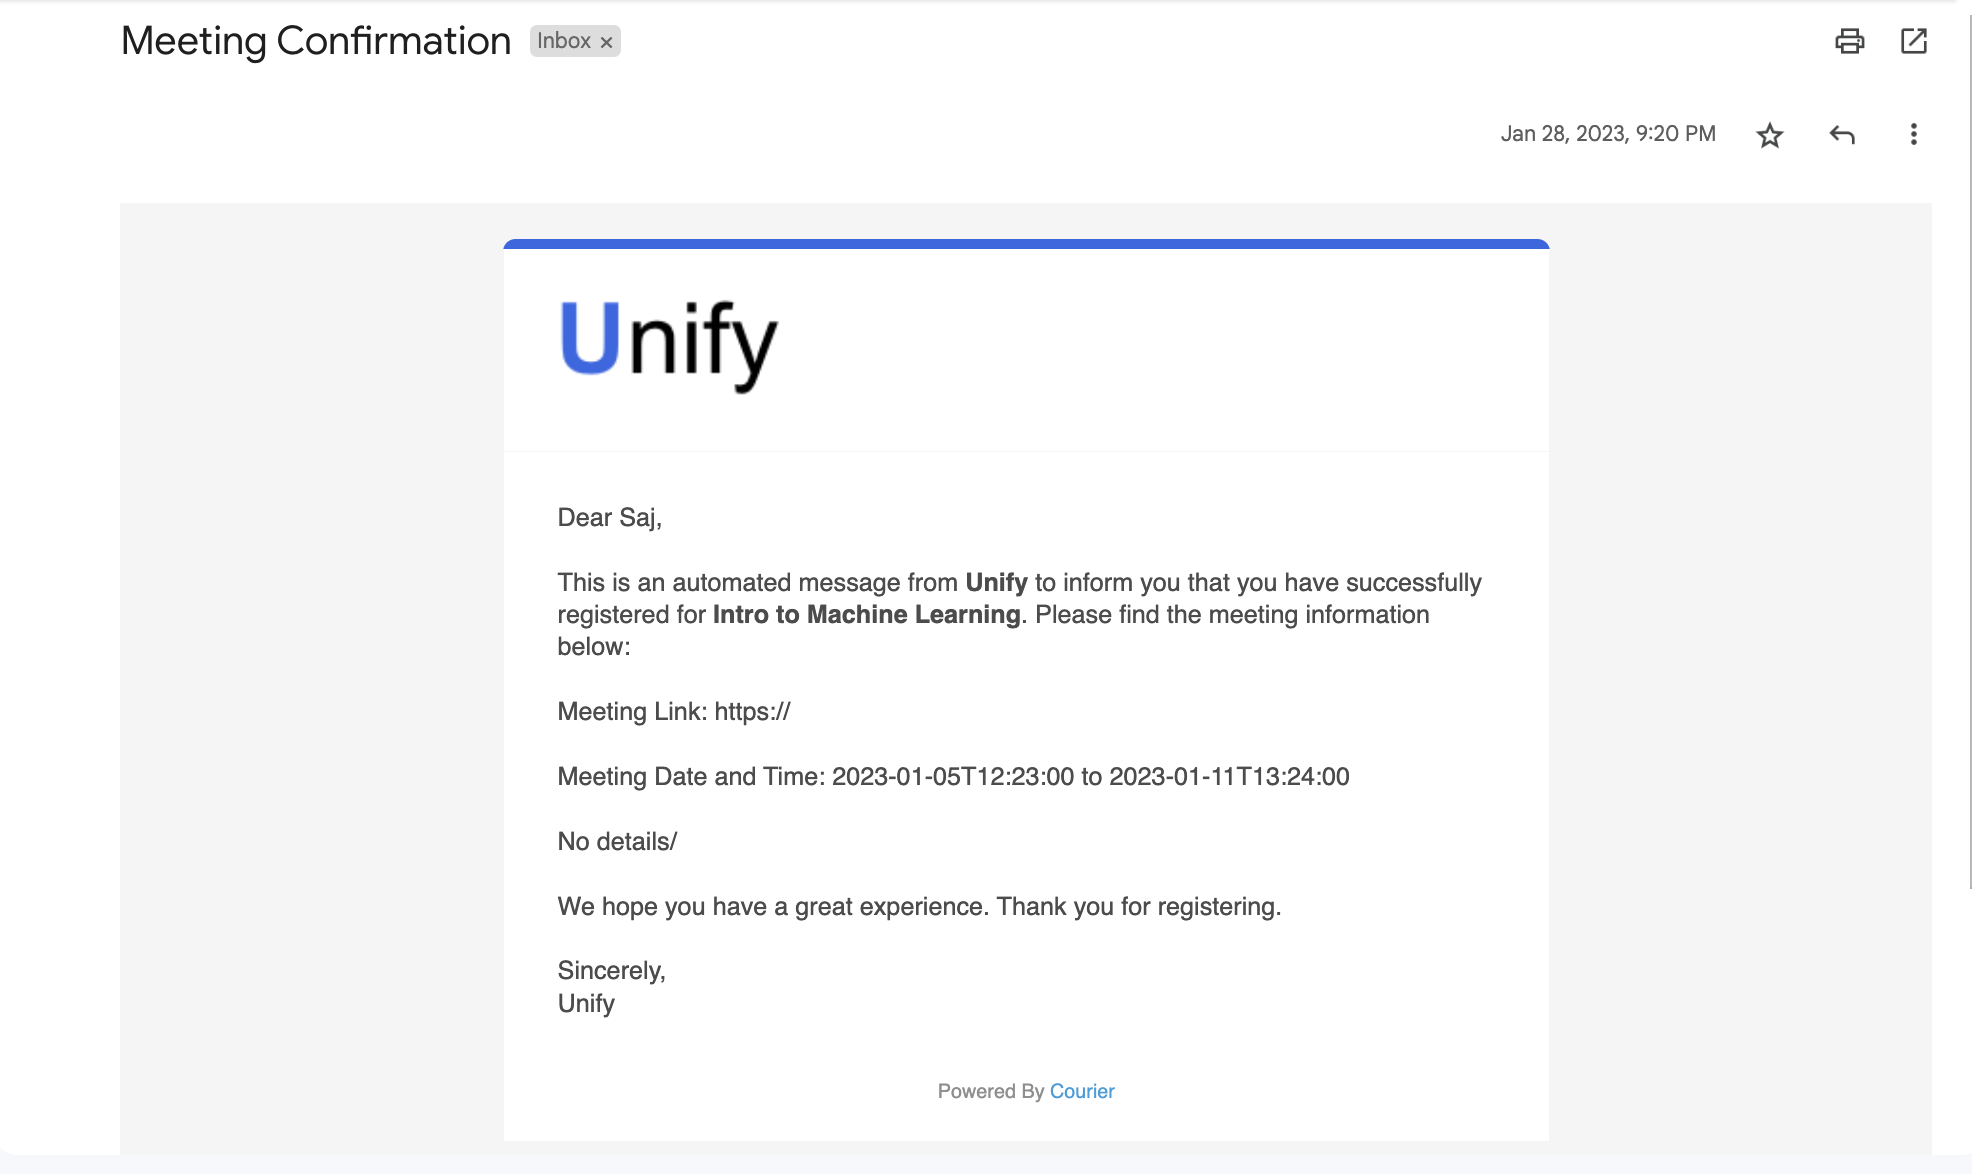 Meeting Confirmation Inbox ×
Jan 28, 2023, 9:20 PM
Unify
Dear Saj,
This is an automated message from Unify to inform you that you have successfully
registered for Intro to Machine Learning. Please find the meeting information
below:
Meeting Link: https://
Meeting Date and Time: 2023-01-05T12:23:00 to 2023-01-11T13:24:00
No details/
We hope you have a great experience. Thank you for registering.
Sincerely,
Unify
Powered By Courier